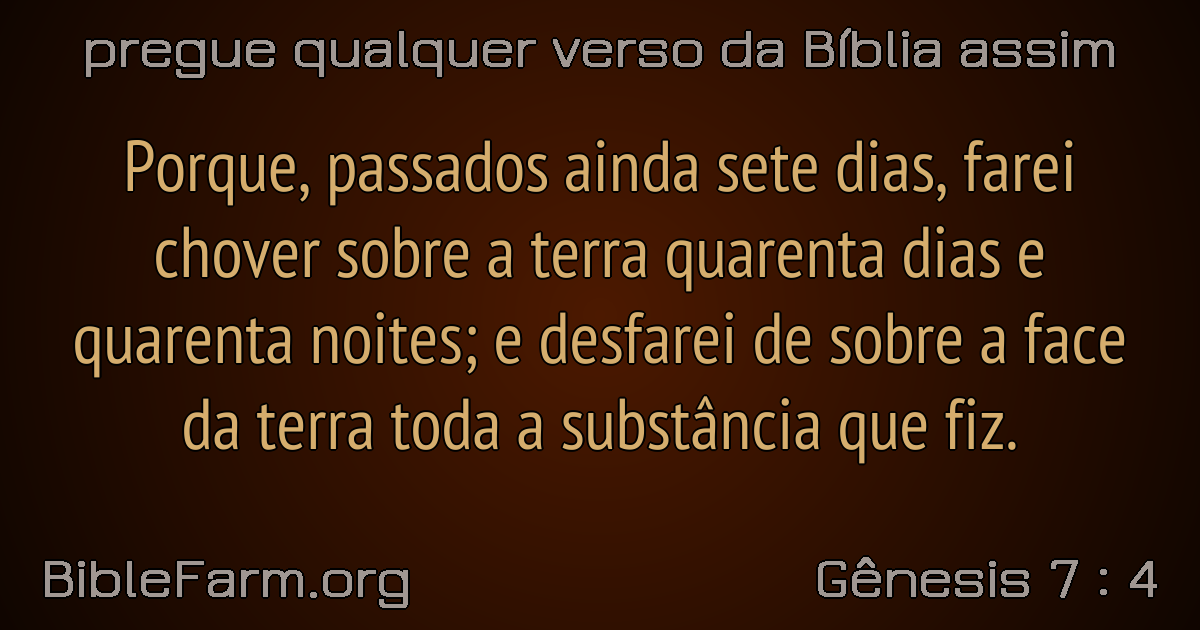 pregue qualquer verso da Bíblia assim
Porque, passados ainda sete dias, farei
chover sobre a terra quarenta dias e
quarenta noites; e desfarei de sobre a face
da terra toda a substância que fiz.
BibleFarm.org
Gênesis 7 : 4